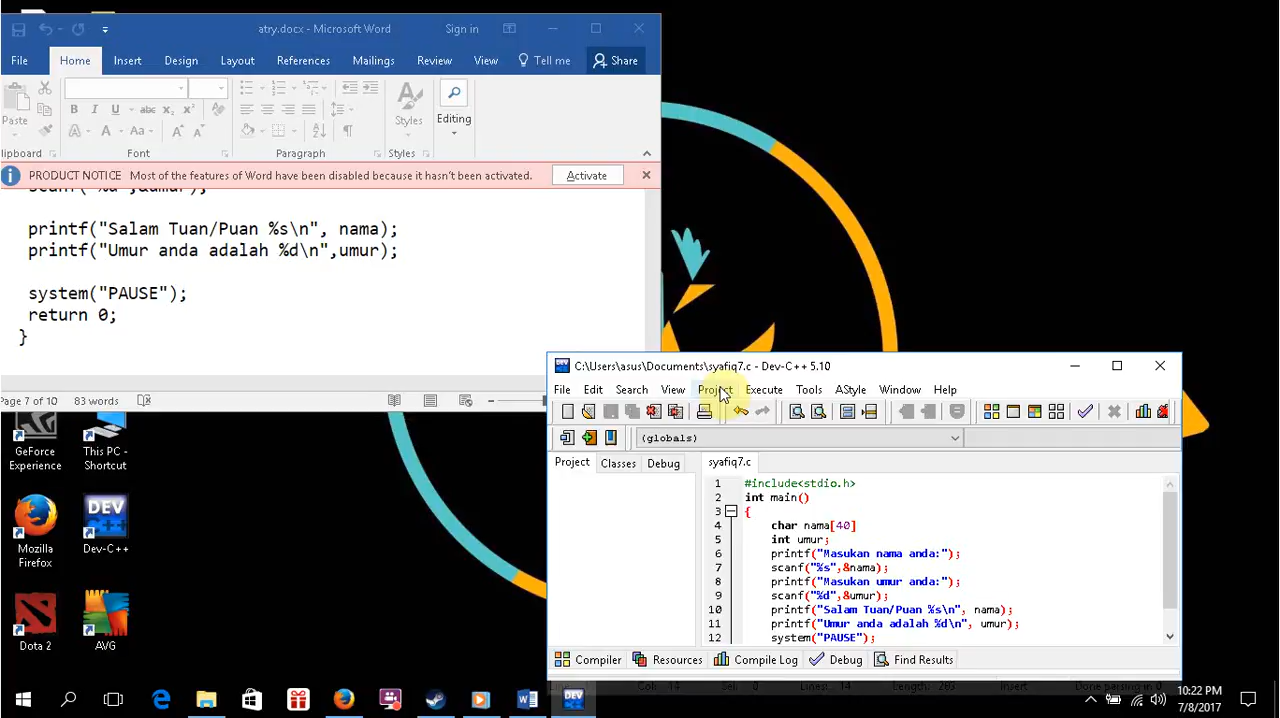 atry.docx - Microsoft Word
Sign in
File
Home
Insert
Design
Layout
References
Mailings
Review
View
Tell me
Share
Paste
B I U abc x₂ x²
Styles
Editing
lipboard
Font
Paragraph
Styles
PRODUCT NOTICE Most of the features of Word have been disabled because it hasn't been activated.
Activate
printf("Salam Tuan/Puan %s\n", nama);
printf("Umur anda adalah %d\n",umur);
system("PAUSE");
return 0;
}
Page 7 of 10
83 words
GeForce Experience
This PC - Shortcut
Mozilla Firefox
Dev-C++
Dota 2
AVG
C:\Users\asus\Documents\syafiq7.c - Dev-C++ 5.10
File Edit Search View Project Execute Tools AStyle Window Help
(globals)
Project Classes Debug
syafiq7.c
1 #include<stdio.h>
2 int main()
3 {
4 char nama[40]
5 int umur;
6 printf("Masukan nama anda:");
7 scanf("%s",&nama);
8 printf("Masukan umur anda:");
9 scanf("%d",&umur);
10 printf("Salam Tuan/Puan %s\n", nama);
11 printf("Umur anda adalah %d\n", umur);
12 system("PAUSE");
Compiler Resources Compile Log Debug Find Results
10:22 PM
7/8/2017